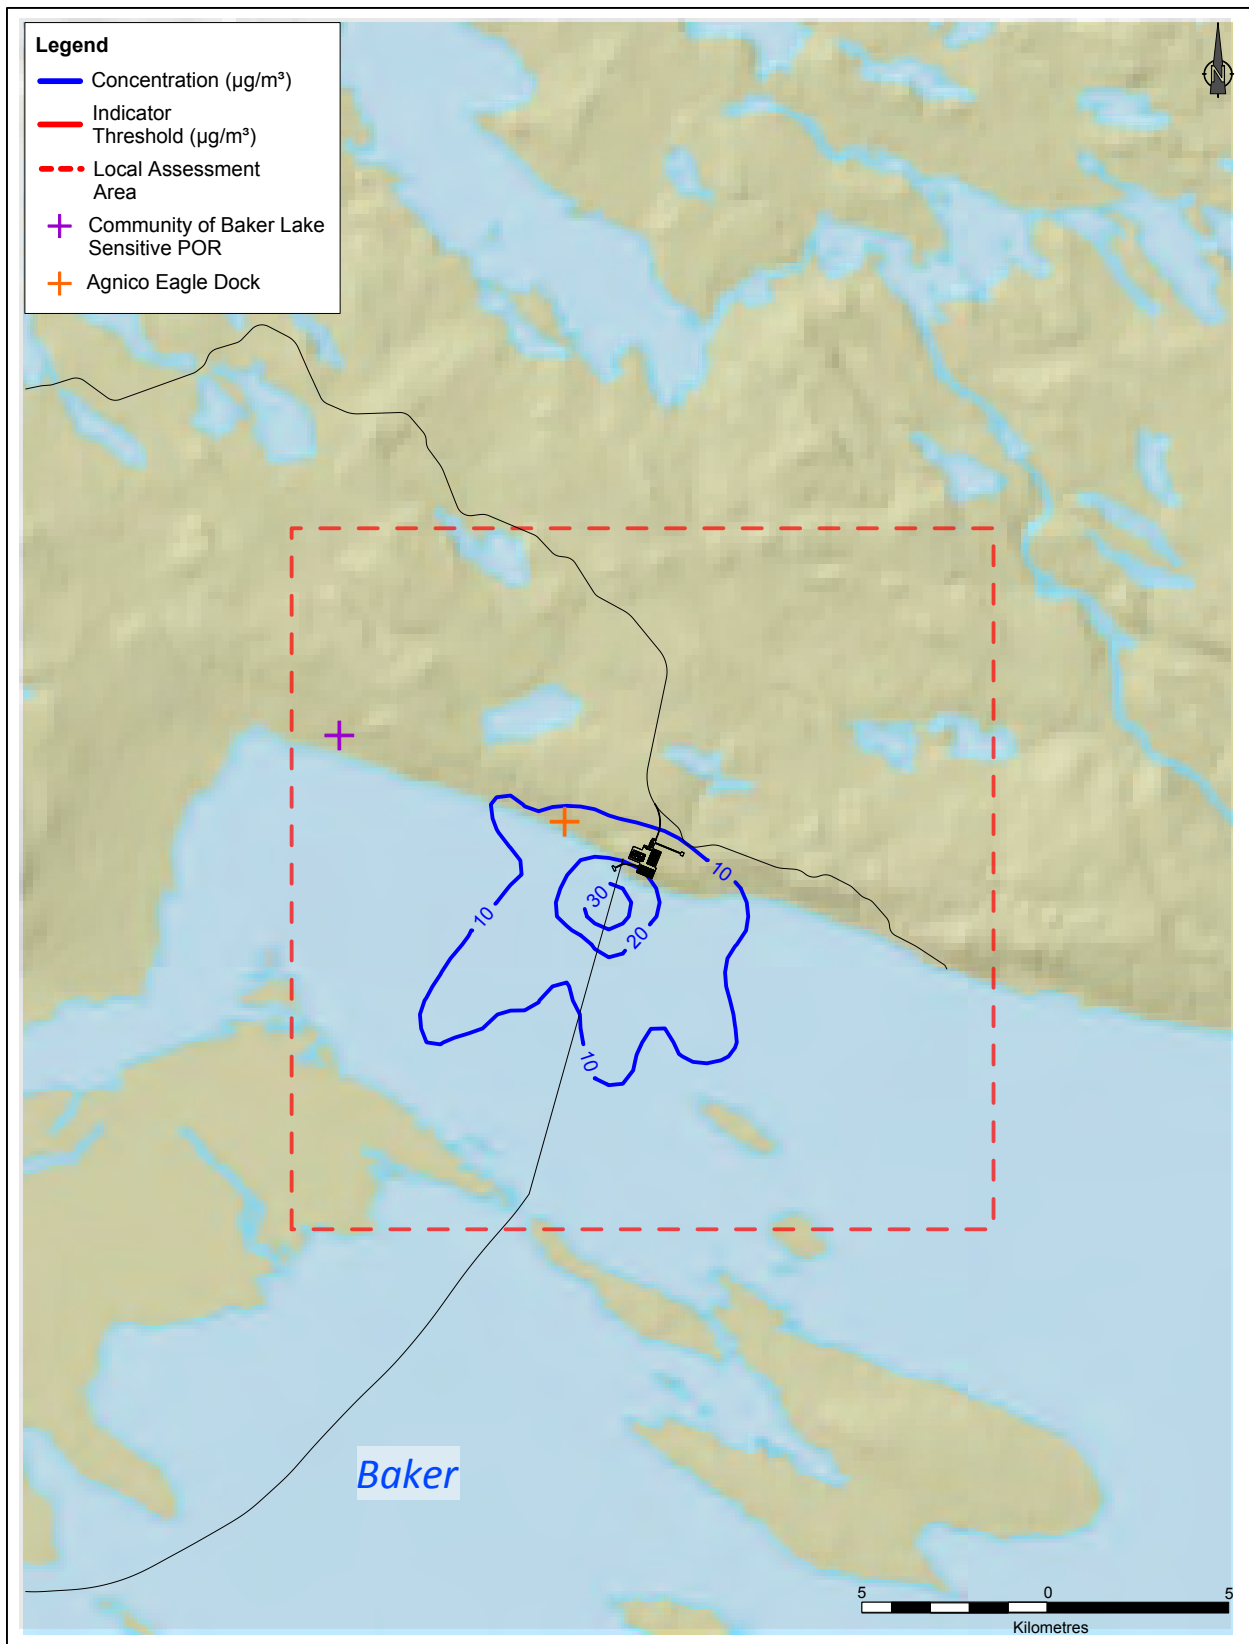 Legend
Concentration (µg/m³)
Indicator
Threshold (µg/m³)
Local Assessment
Area
Community of Baker Lake
Sensitive POR
Agnico Eagle Dock
N
10
30
10
20
10
Baker
5 0 5
Kilometres